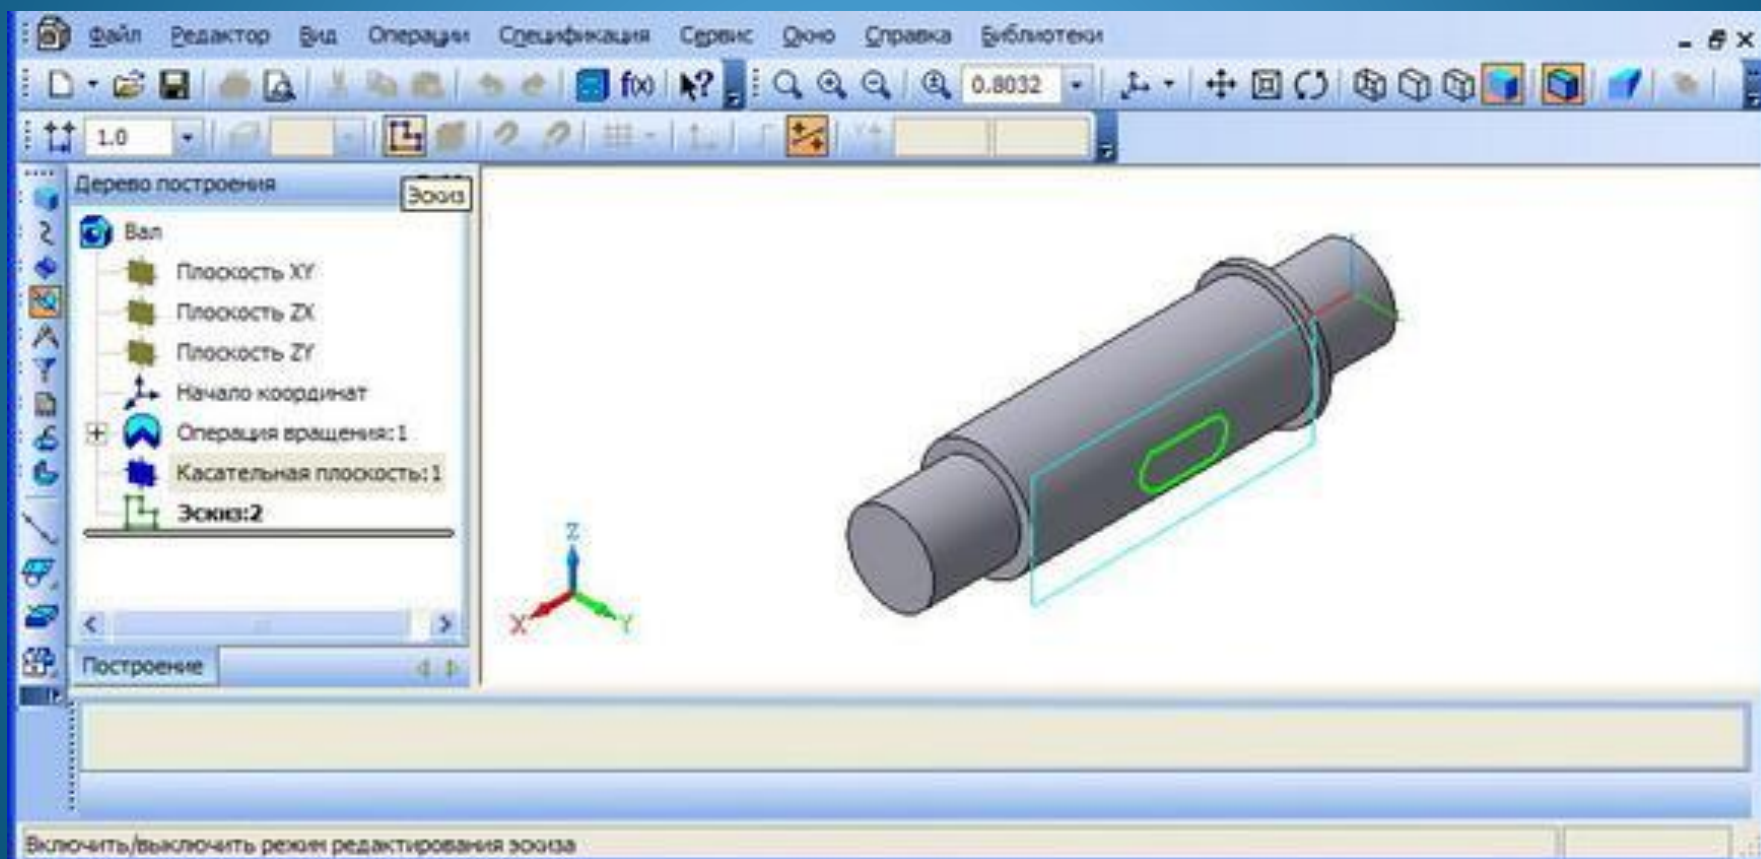 Файл Редактор Вид Операции Спецификация Сервис Окно Справка Библиотеки
f(x) 0.8032
1.0
Дерево построения
Эскиз
Вал
Плоскость XY
Плоскость ZX
Плоскость ZY
Начало координат
Операция вращения:1
Касательная плоскость:1
Эскиз:2
Z
X Y
Построение
Включить/выключить режим редактирования эскиза